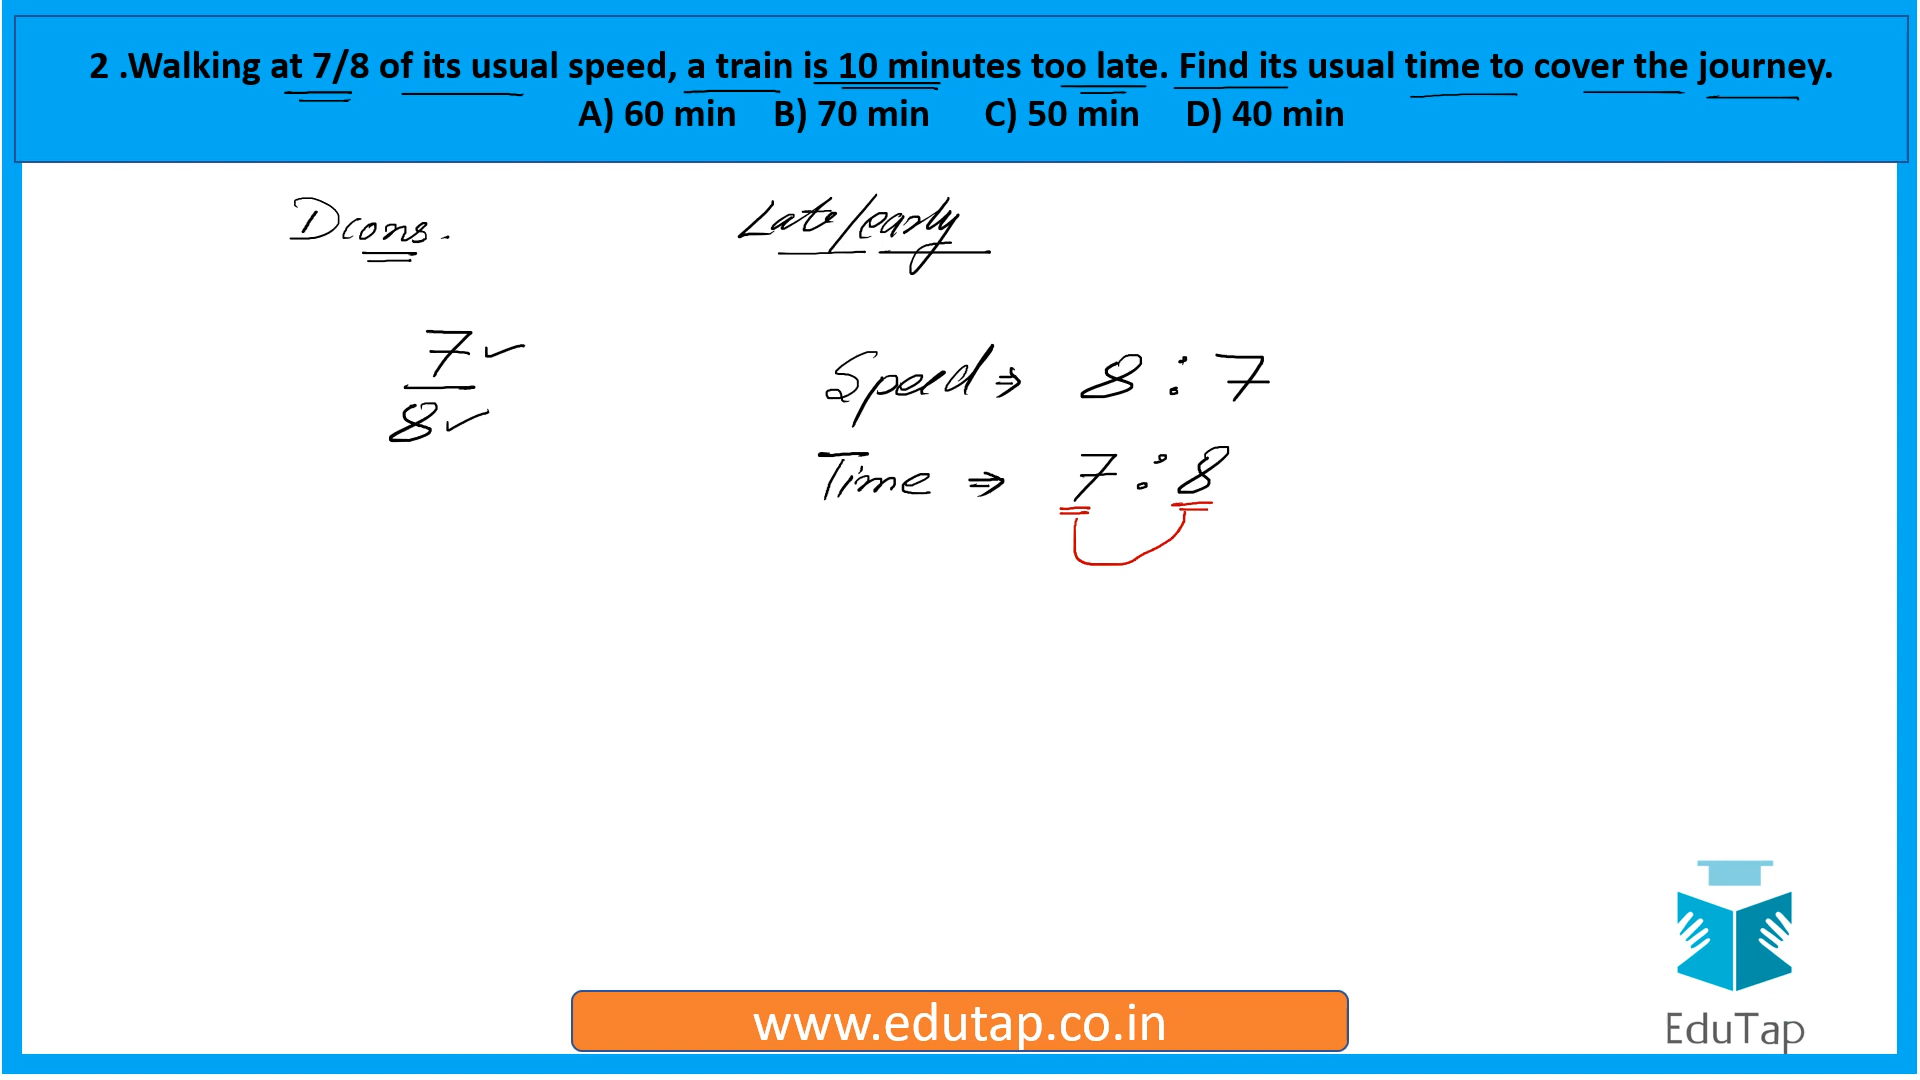 2 .Walking at 7/8 of its usual speed, a train is 10 minutes too late. Find its usual time to cover the journey.
A) 60 min B) 70 min C) 50 min D) 40 min
D cons. Late/early
7
8
Speed ⇒ 8 : 7
Time ⇒ 7 : 8
www.edutap.co.in
EduTap